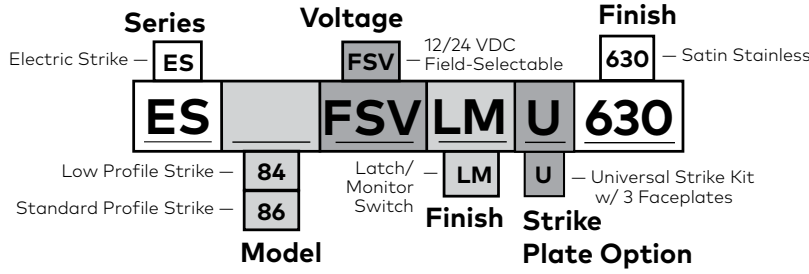 Series
Voltage
Finish
Electric Strike
ES
FSV
12/24 VDC
Field-Selectable
630
Satin Stainless
ES
FSV
LM
U
630
Low Profile Strike
84
Standard Profile Strike
86
Model
Latch/
Monitor
Switch
LM
Finish
U
Universal Strike Kit
w/ 3 Faceplates
Strike
Plate Option